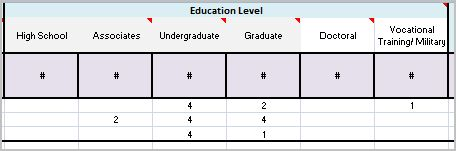 Education Level
High School Associates Undergraduate Graduate Doctoral Vocational Training/ Military
# # # # # #
4 2 1
2 4 4
4 1